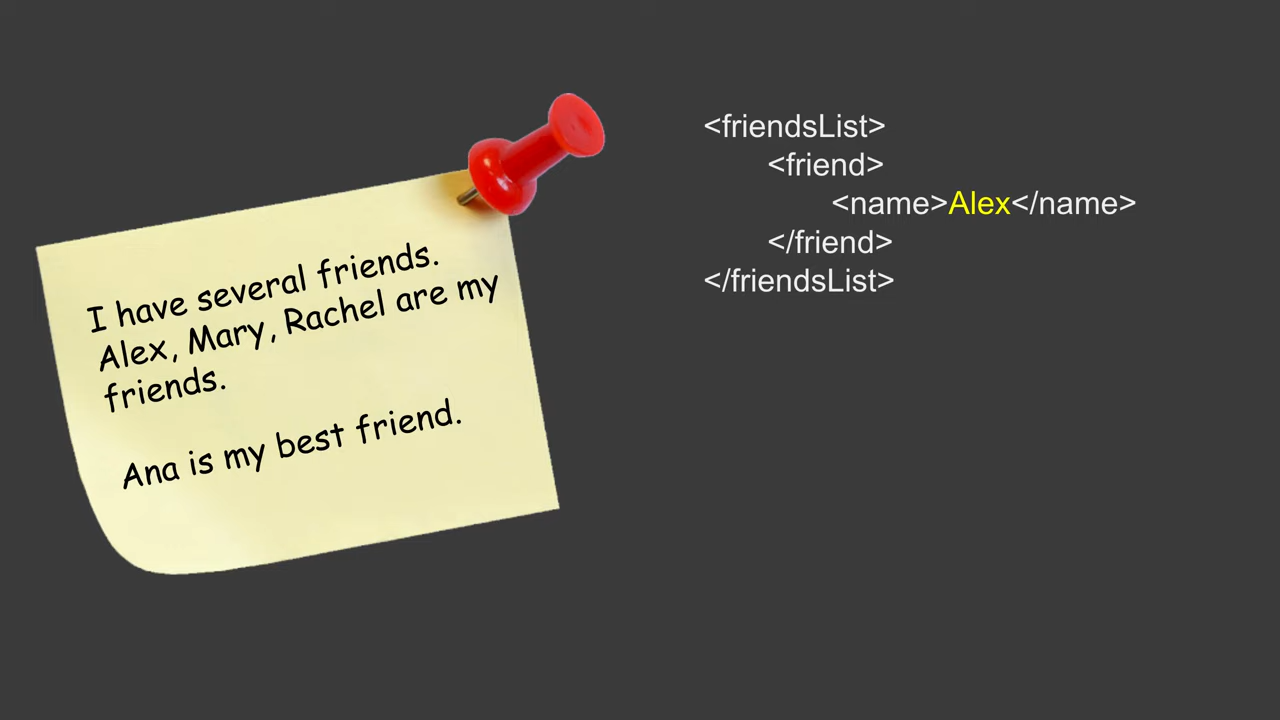 I have several friends.
Alex, Mary, Rachel are my
friends.
Ana is my best friend.
<friendsList>
<friend>
<name>Alex</name>
</friend>
</friendsList>